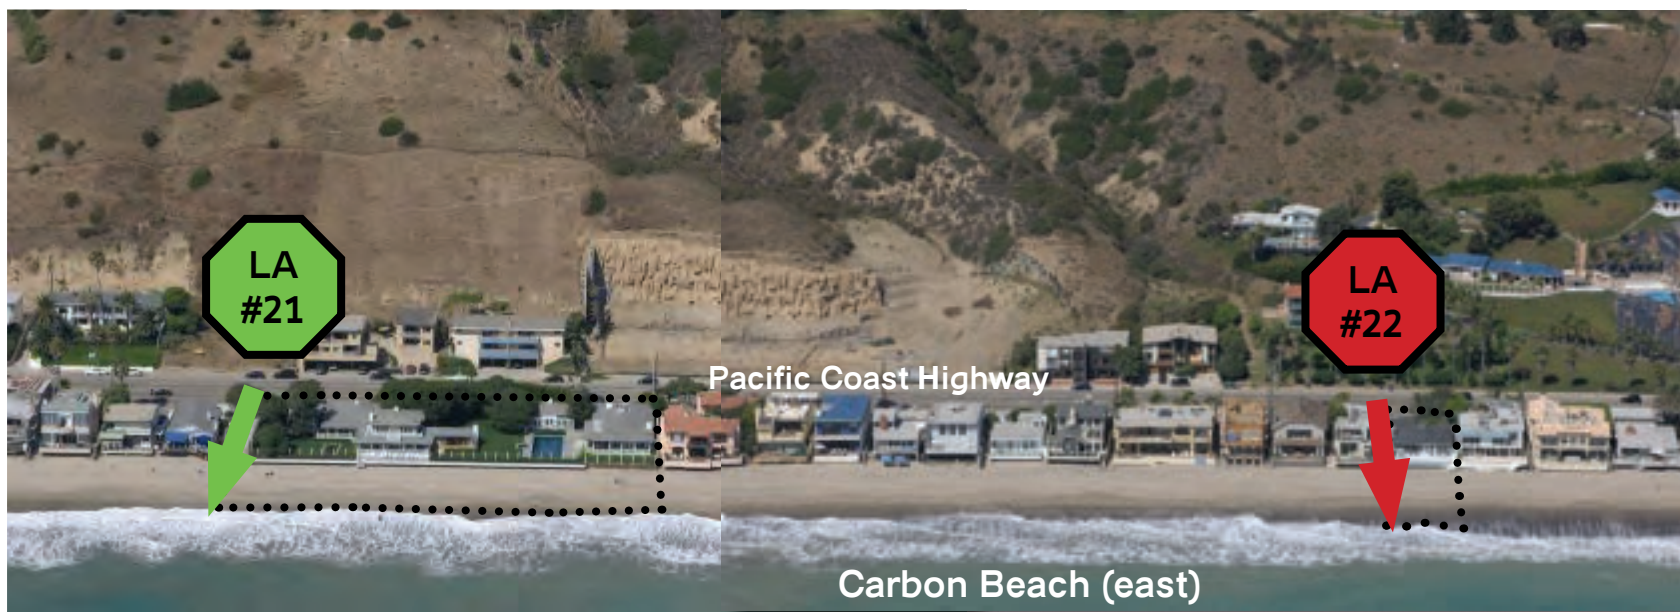 LA
#21
LA
#22
Pacific Coast Highway
Carbon Beach (east)